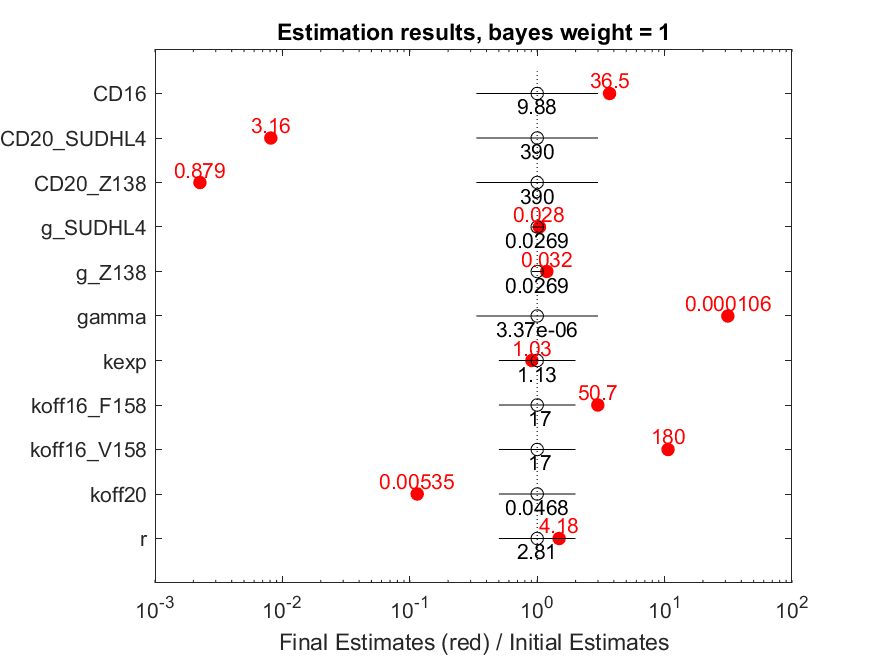 Estimation results, bayes weight = 1
CD16
36.5
9.88
CD20_SUDHL4
3.16
390
CD20_Z138
0.879
390
g_SUDHL4
0.028
0.0269
g_Z138
0.032
0.0269
gamma
0.000106
3.37e-06
kexp
1.03
1.13
koff16_F158
50.7
17
koff16_V158
180
17
koff20
0.00535
0.0468
r
4.18
2.81
10^-3 10^-2 10^-1 10^0 10^1 10^2
Final Estimates (red) / Initial Estimates